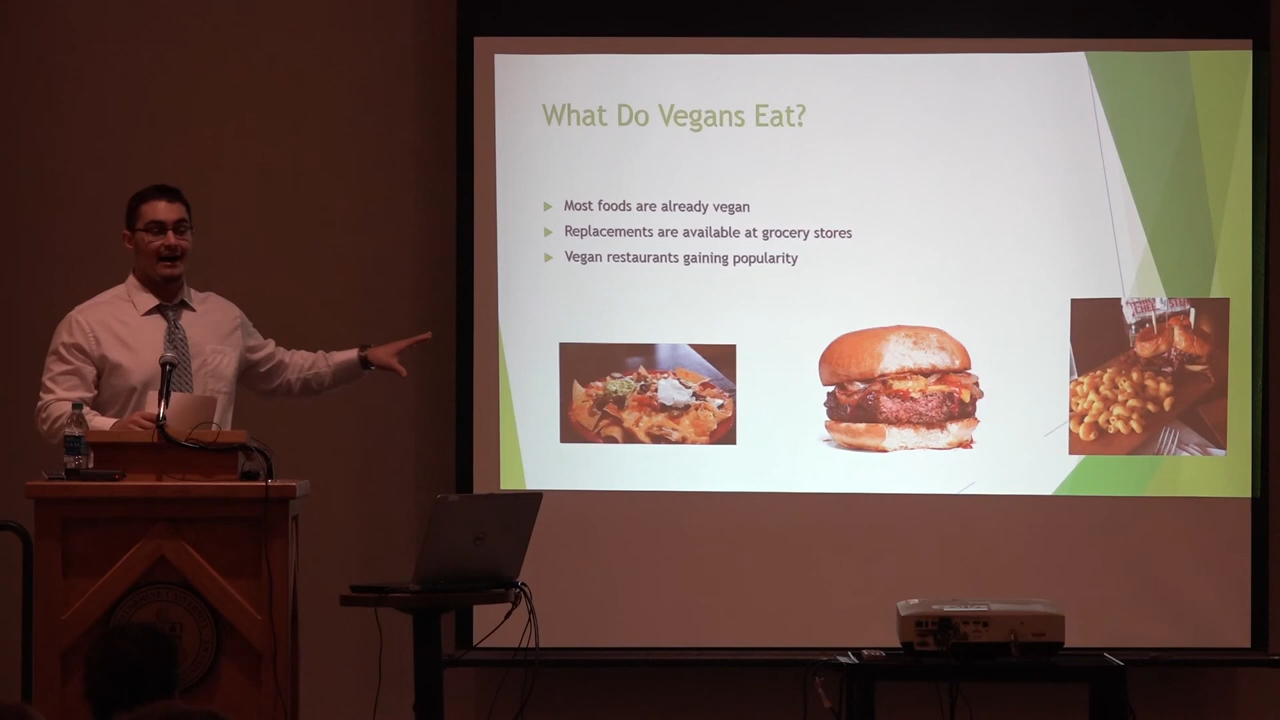 What Do Vegans Eat?
Most foods are already vegan
Replacements are available at grocery stores
Vegan restaurants gaining popularity